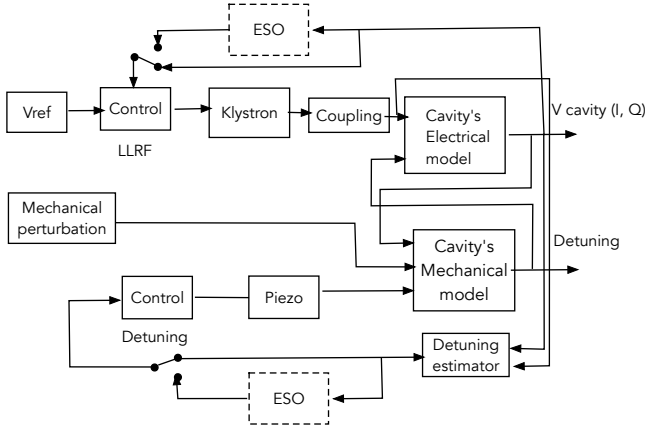 ESO
Vref
Control
LLRF
Klystron
Coupling
Cavity's
Electrical
model
V cavity (I, Q)
Mechanical
perturbation
Cavity's
Mechanical
model
Detuning
Control
Detuning
Piezo
Detuning
estimator
ESO